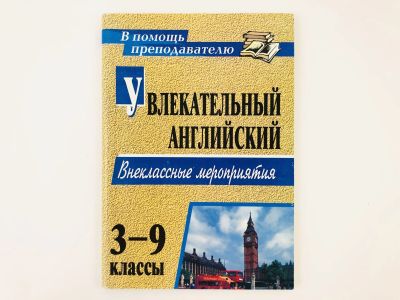 В помощь
преподавателю
УВЛЕКАТЕЛЬНЫЙ
АНГЛИЙСКИЙ
Внеклассные мероприятия
3–9
КЛАССЫ